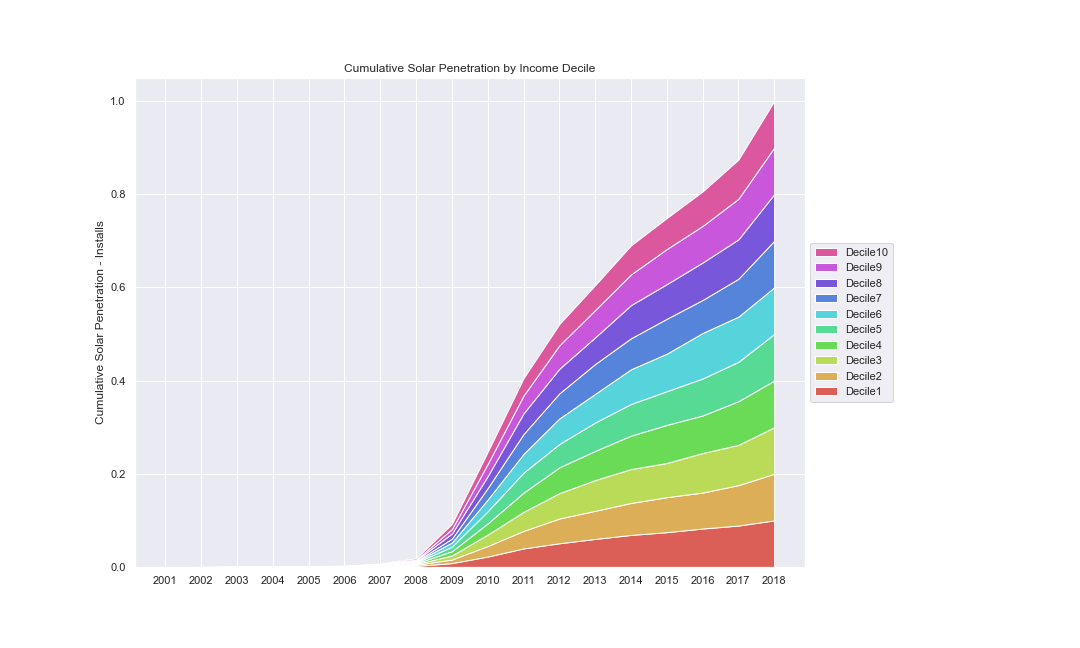 Cumulative Solar Penetration by Income Decile
Cumulative Solar Penetration - Installs
1.0
0.8
0.6
0.4
0.2
0.0
2001 2002 2003 2004 2005 2006 2007 2008 2009 2010 2011 2012 2013 2014 2015 2016 2017 2018
Decile10
Decile9
Decile8
Decile7
Decile6
Decile5
Decile4
Decile3
Decile2
Decile1